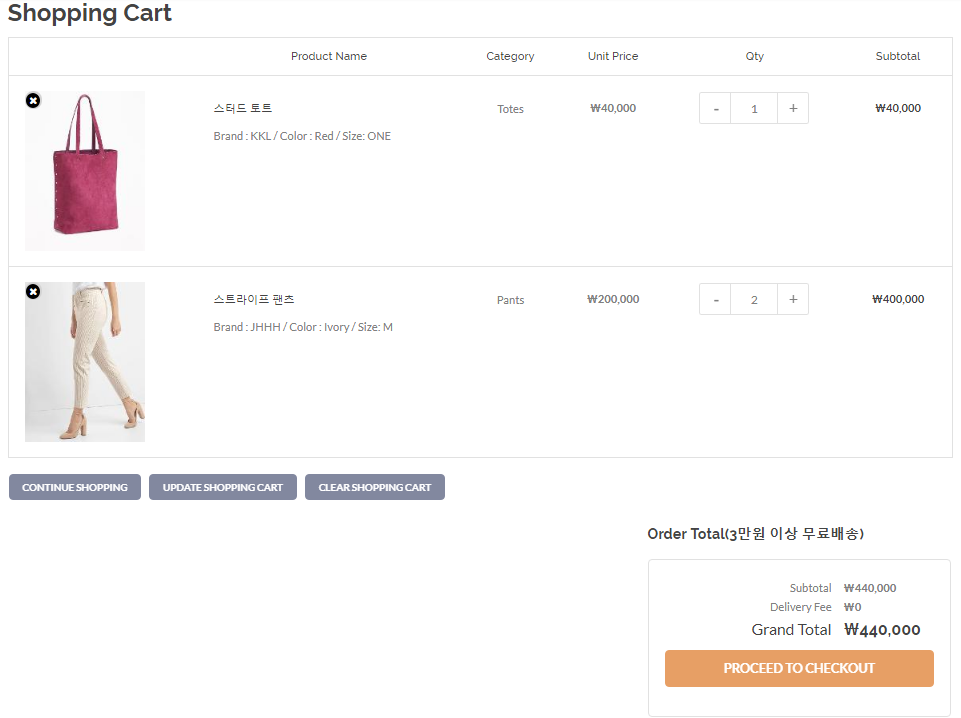 Shopping Cart
Product Name Category Unit Price Qty Subtotal
스터드 토트 Totes ₩40,000 - 1 + ₩40,000
Brand : KKL / Color : Red / Size: ONE
스트라이프 팬츠 Pants ₩200,000 - 2 + ₩400,000
Brand : JHHH / Color : Ivory / Size: M
CONTINUE SHOPPING UPDATE SHOPPING CART CLEAR SHOPPING CART
Order Total(3만원 이상 무료배송)
Subtotal ₩440,000
Delivery Fee ₩0
Grand Total ₩440,000
PROCEED TO CHECKOUT